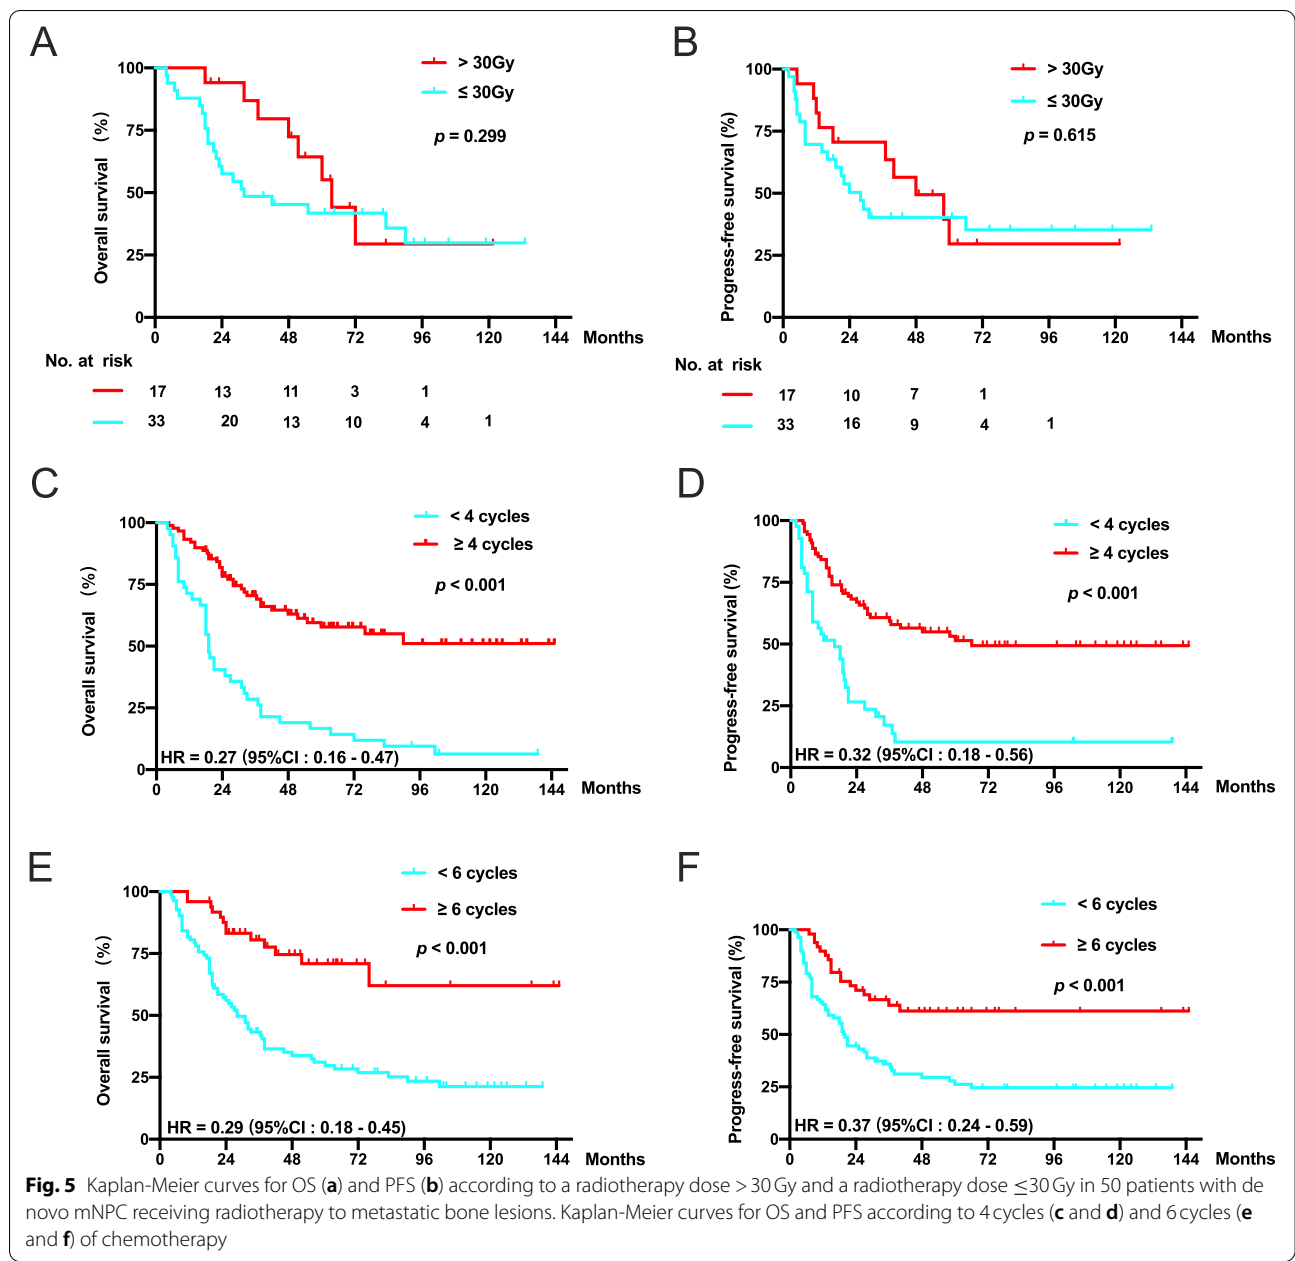 A
B
> 30Gy
≤ 30Gy
p = 0.299
Overall survival (%)
100
75
50
25
0
0 24 48 72 96 120 144 Months
No. at risk
17 13 11 3 1
33 20 13 10 4 1
> 30Gy
≤ 30Gy
p = 0.615
Progress-free survival (%)
100
75
50
25
0
0 24 48 72 96 120 144 Months
No. at risk
17 10 7 1
33 16 9 4 1
C
D
< 4 cycles
≥ 4 cycles
p < 0.001
Overall survival (%)
100
75
50
25
0
HR = 0.27 (95%CI : 0.16 - 0.47)
0 24 48 72 96 120 144 Months
< 4 cycles
≥ 4 cycles
p < 0.001
Progress-free survival (%)
100
75
50
25
0
HR = 0.32 (95%CI : 0.18 - 0.56)
0 24 48 72 96 120 144 Months
E
F
< 6 cycles
≥ 6 cycles
p < 0.001
Overall survival (%)
100
75
50
25
0
HR = 0.29 (95%CI : 0.18 - 0.45)
0 24 48 72 96 120 144 Months
< 6 cycles
≥ 6 cycles
p < 0.001
Progress-free survival (%)
100
75
50
25
0
HR = 0.37 (95%CI : 0.24 - 0.59)
0 24 48 72 96 120 144 Months
Fig. 5 Kaplan-Meier curves for OS (a) and PFS (b) according to a radiotherapy dose > 30 Gy and a radiotherapy dose ≤30 Gy in 50 patients with de
novo mNPC receiving radiotherapy to metastatic bone lesions. Kaplan-Meier curves for OS and PFS according to 4 cycles (c and d) and 6 cycles (e
and f) of chemotherapy